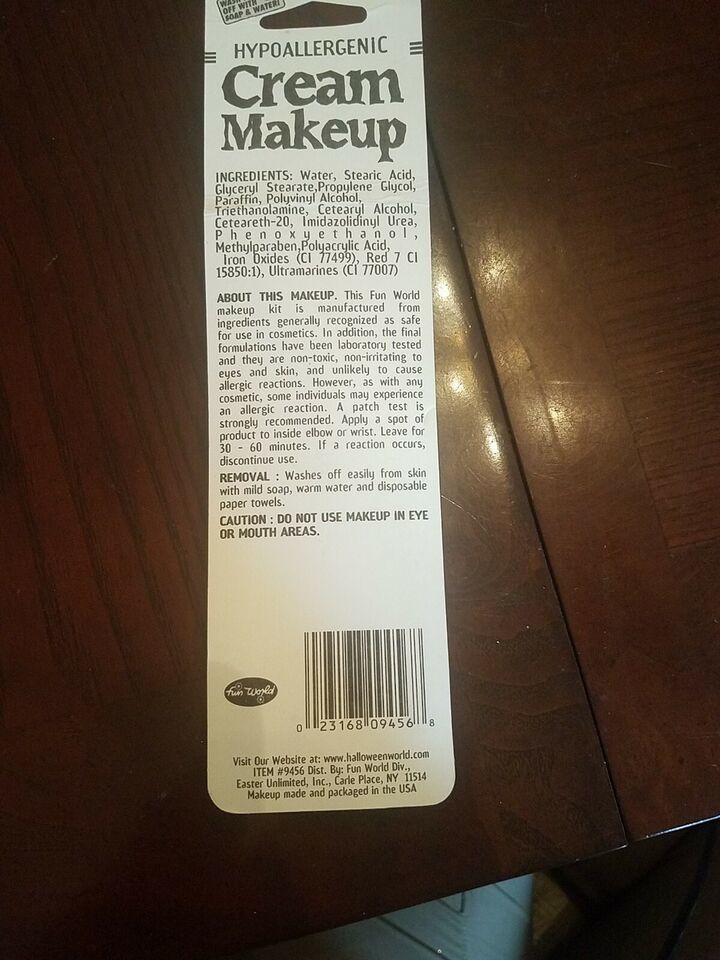 WASHES
OFF WITH
SOAP & WATER!
HYPOALLERGENIC
Cream
Makeup
INGREDIENTS: Water, Stearic Acid,
Glyceryl Stearate,Propylene Glycol,
Paraffin, Polyvinyl Alcohol,
Triethanolamine, Cetearyl Alcohol,
Ceteareth-20, Imidazolidinyl Urea,
Phenoxyethanol,
Methylparaben,Polyacrylic Acid,
Iron Oxides (CI 77499), Red 7 CI
15850:1), Ultramarines (CI 77007)
ABOUT THIS MAKEUP. This Fun World
makeup kit is manufactured from
ingredients generally recognized as safe
for use in cosmetics. In addition, the final
formulations have been laboratory tested
and they are non-toxic, non-irritating to
eyes and skin, and unlikely to cause
allergic reactions. However, as with any
cosmetic, some individuals may experience
an allergic reaction. A patch test is
strongly recommended. Apply a spot of
product to inside elbow or wrist. Leave for
30 - 60 minutes. If a reaction occurs,
discontinue use.
REMOVAL : Washes off easily from skin
with mild soap, warm water and disposable
paper towels.
CAUTION : DO NOT USE MAKEUP IN EYE
OR MOUTH AREAS.
Fun World
0 23168 09456 8
Visit Our Website at: www.halloweenworld.com
ITEM #9456 Dist. By: Fun World Div.,
Easter Unlimited, Inc., Carle Place, NY 11514
Makeup made and packaged in the USA